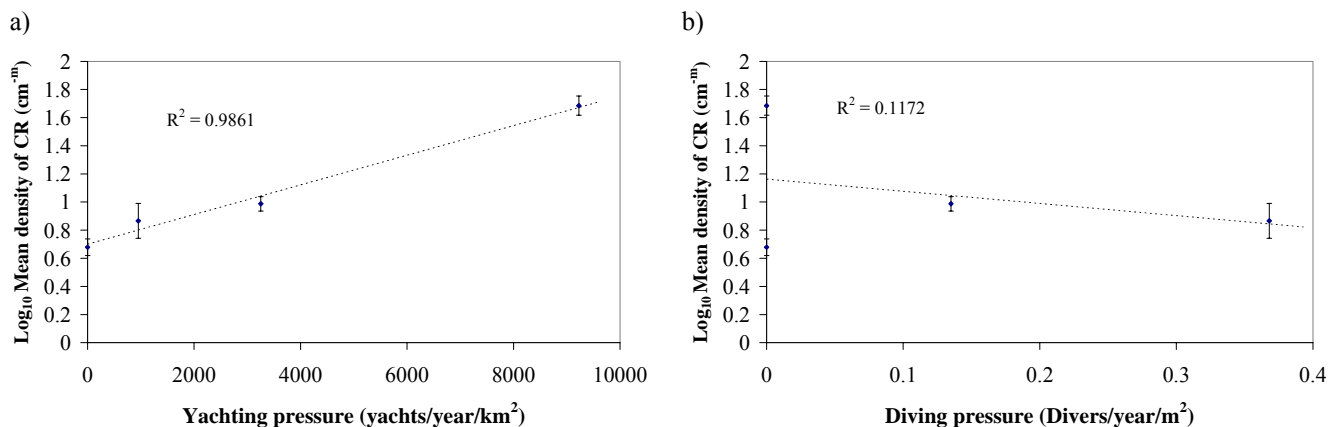 a)
Log₁₀ Mean density of CR (cm⁻ᵐ)
2
1.8
1.6
1.4
1.2
1
0.8
0.6
0.4
0.2
0
R² = 0.9861
0 2000 4000 6000 8000 10000
Yachting pressure (yachts/year/km²)
b)
Log₁₀ Mean density of CR (cm⁻ᵐ)
2
1.8
1.6
1.4
1.2
1
0.8
0.6
0.4
0.2
0
R² = 0.1172
0 0.1 0.2 0.3 0.4
Diving pressure (Divers/year/m²)